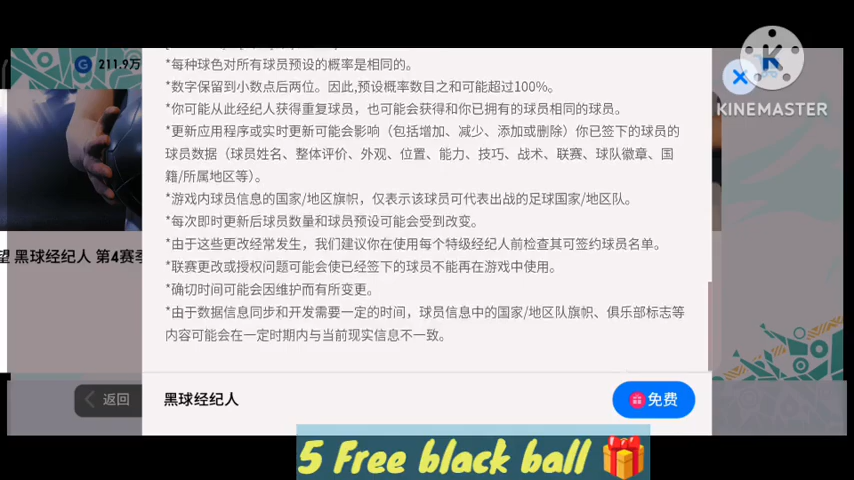 211.9万
*每种球色对所有球员预设的概率是相同的。
*数字保留到小数点后两位。因此,预设概率数目之和可能超过100%。
*你可能从此经纪人获得重复球员，也可能会获得和你已拥有的球员相同的球员。
*更新应用程序或实时更新可能会影响（包括增加、减少、添加或删除）你已签下的球员的
球员数据（球员姓名、整体评价、外观、位置、能力、技巧、战术、联赛、球队徽章、国
籍/所属地区等）。
*游戏内球员信息的国家/地区旗帜，仅表示该球员可代表出战的足球国家/地区队。
*每次即时更新后球员数量和球员预设可能会受到改变。
*由于这些更改经常发生，我们建议你在使用每个特级经纪人前检查其可签约球员名单。
*联赛更改或授权问题可能会使已经签下的球员不能再在游戏中使用。
*确切时间可能会因维护而有所变更。
*由于数据信息同步和开发需要一定的时间，球员信息中的国家/地区队旗帜、俱乐部标志等
内容可能会在一定时期内与当前现实信息不一致。
KINEMASTER
望 黑球经纪人 第4赛季
返回
黑球经纪人
免费
5 Free black ball